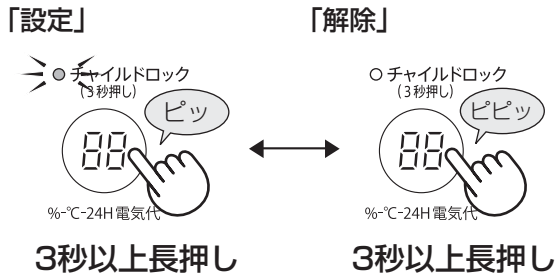 「設定」
チャイルドロック
(3秒押し)
ピッ
88
%-℃-24H電気代
3秒以上長押し
「解除」
チャイルドロック
(3秒押し)
ピピッ
88
%-℃-24H電気代
3秒以上長押し